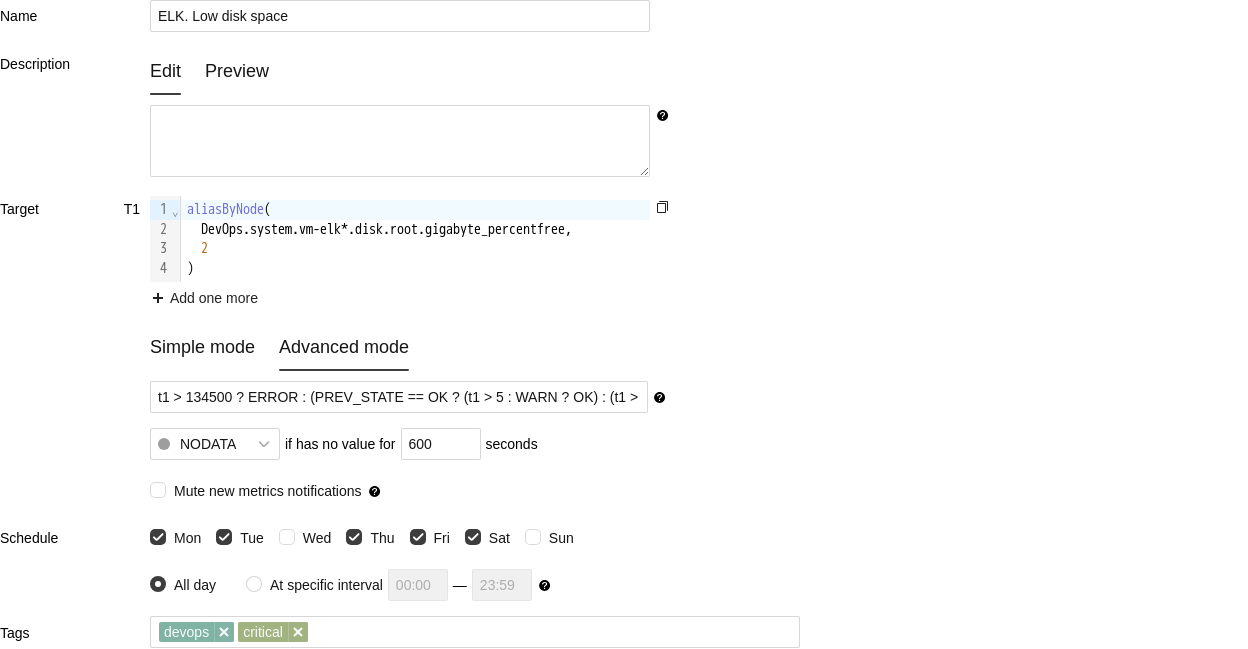 Name
ELK. Low disk space
Description
Edit Preview
Target
T1
1 aliasByNode(
2 DevOps.system.vm-elk*.disk.root.gigabyte_percentfree,
3 2
4 )
Add one more
Simple mode Advanced mode
t1 > 134500 ? ERROR : (PREV_STATE == OK ? (t1 > 5 : WARN ? OK) : (t1 >
NODATA if has no value for 600 seconds
Mute new metrics notifications
Schedule
Mon Tue Wed Thu Fri Sat Sun
All day At specific interval 00:00 — 23:59
Tags
devops critical